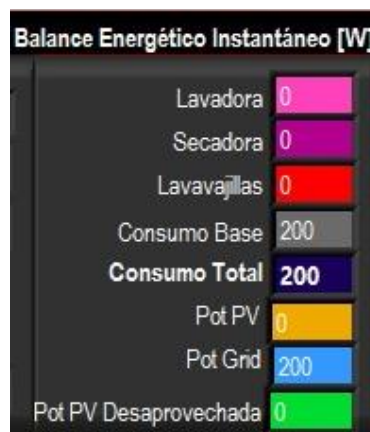 Balance Energético Instantáneo [W]
Lavadora 0
Secadora 0
Lavavajillas 0
Consumo Base 200
Consumo Total 200
Pot PV 0
Pot Grid 200
Pot PV Desaprovechada 0